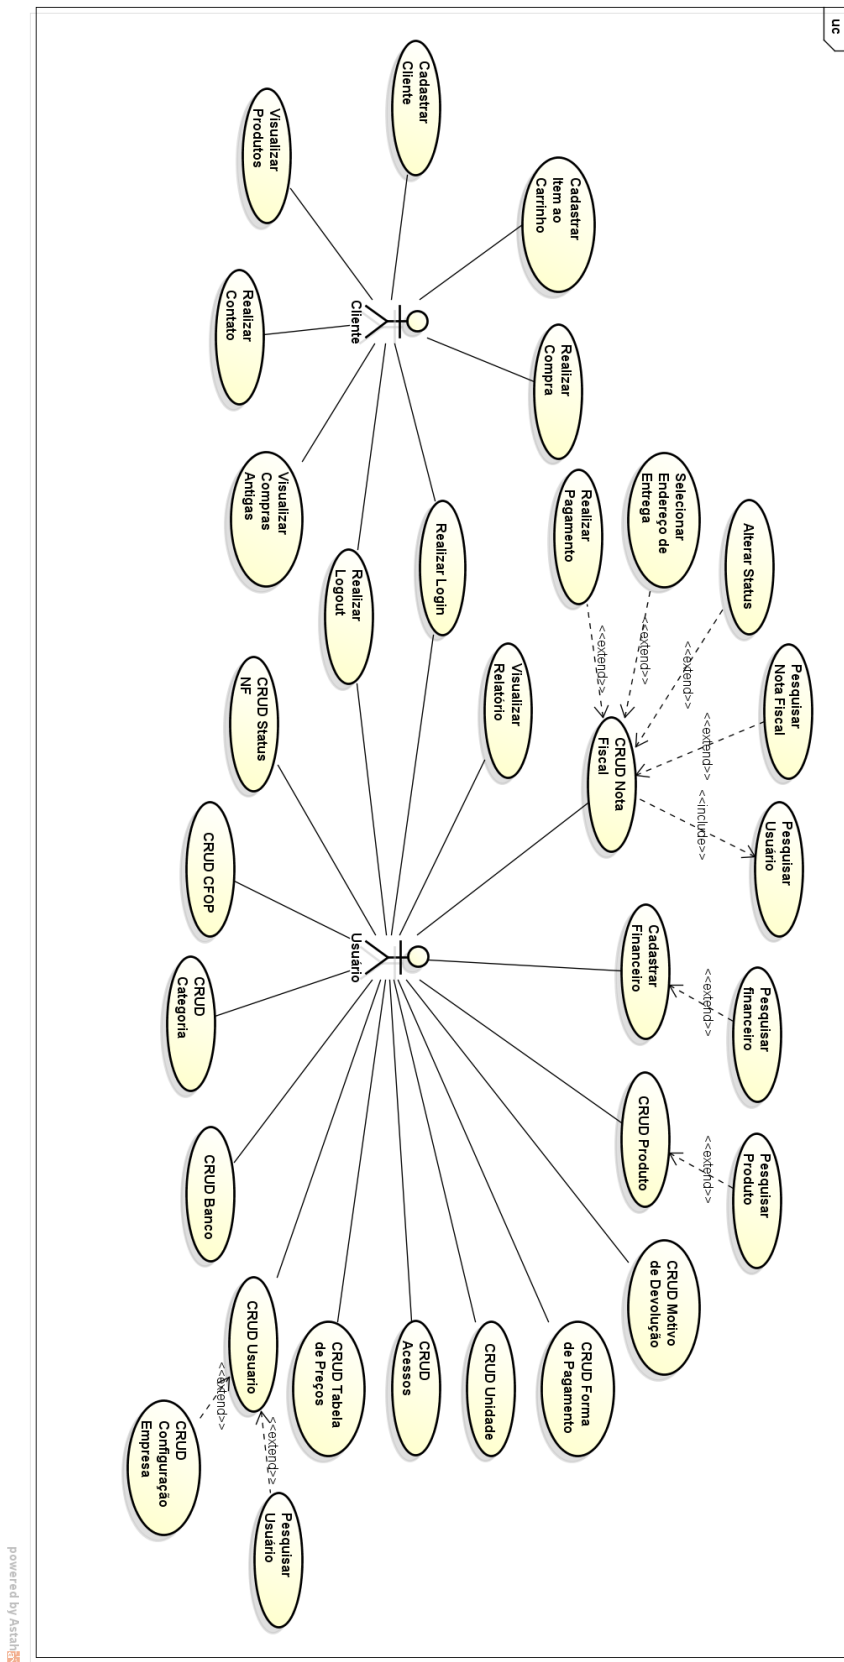 uc
Cadastrar
Cliente
Visualizar
Produtos
Cadastrar
Item ao
Carrinho
Realizar
Contato
Cliente
Realizar
Compra
Visualizar
Compras
Antigas
Realizar
Logout
Realizar Login
Realizar
Pagamento
Selecionar
Endereço de
Entrega
Alterar Status
<<extend>>
<<extend>>
<<extend>>
<<extend>>
<<include>>
Pesquisar
Nota Fiscal
Pesquisar
Usuário
CRUD Nota
Fiscal
Visualizar
Relatório
CRUD Status
NF
CRUD CFOP
CRUD
Categoria
Usuário
Cadastrar
Financeiro
<<extend>>
Pesquisar
financeiro
CRUD Produto
<<extend>>
Pesquisar
Produto
CRUD Banco
CRUD Motivo
de Devolução
CRUD Forma
de Pagamento
CRUD Unidade
CRUD
Acessos
CRUD Tabela
de Preços
CRUD Usuario
<<extend>>
<<extend>>
CRUD
Configuração
Empresa
Pesquisar
Usuário
powered by Astah